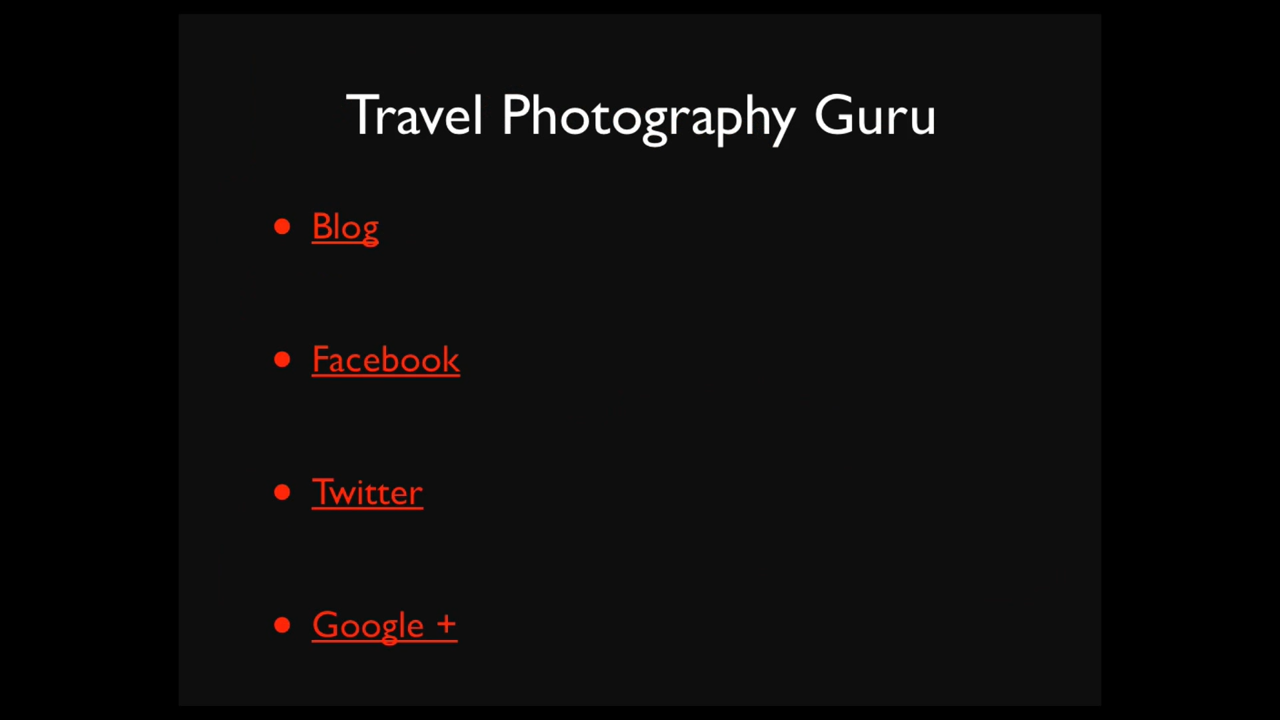 Travel Photography Guru
• Blog
• Facebook
• Twitter
• Google +